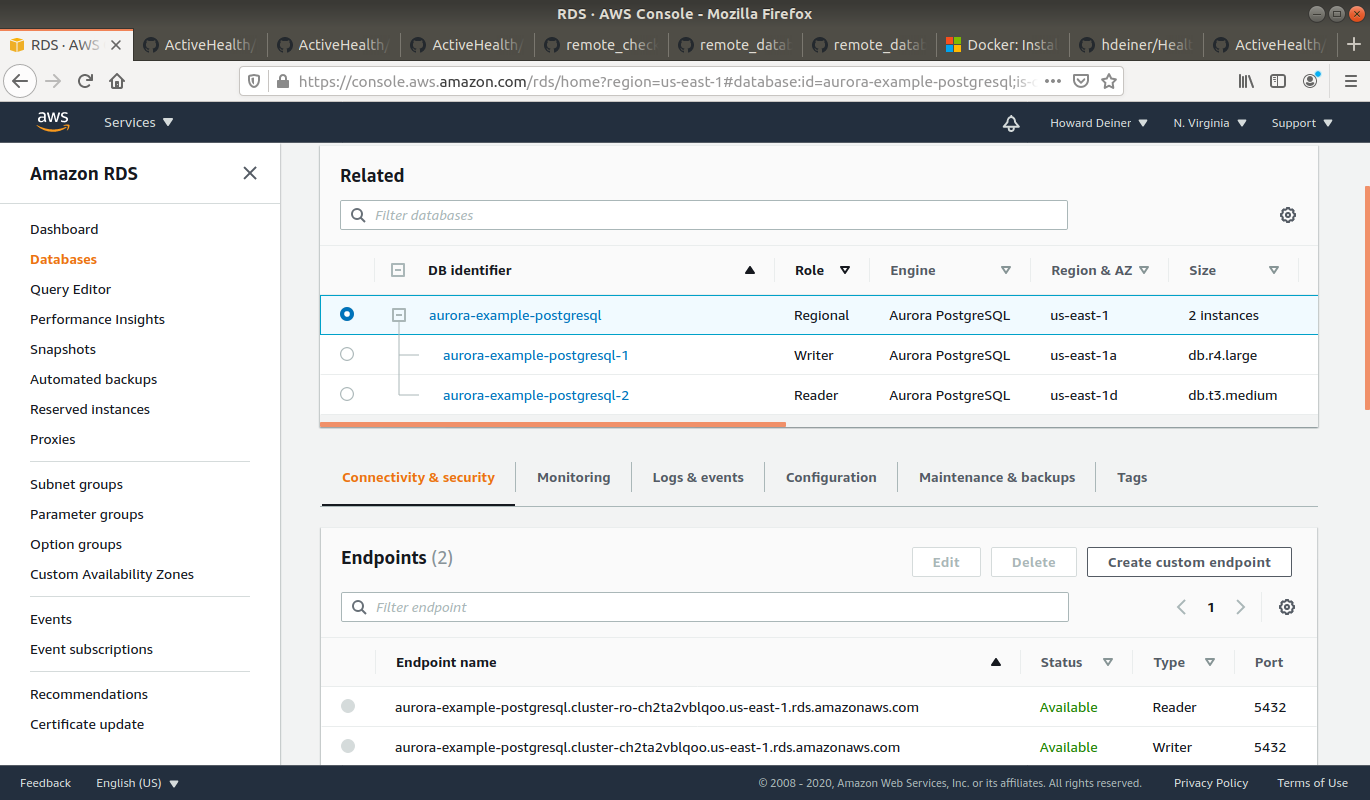 RDS · AWS Console - Mozilla Firefox
RDS · AWS
ActiveHealth/
ActiveHealth/
ActiveHealth/
remote_chec
remote_data
remote_data
Docker: Insta
hdeiner/Heal
ActiveHealth/
https://console.aws.amazon.com/rds/home?region=us-east-1#database:id=aurora-example-postgresql;is-c
aws Services Howard Deiner N. Virginia Support
Amazon RDS
Dashboard
Databases
Query Editor
Performance Insights
Snapshots
Automated backups
Reserved instances
Proxies
Subnet groups
Parameter groups
Option groups
Custom Availability Zones
Events
Event subscriptions
Recommendations
Certificate update
Related
Filter databases
DB identifier Role Engine Region & AZ Size
aurora-example-postgresql Regional Aurora PostgreSQL us-east-1 2 instances
aurora-example-postgresql-1 Writer Aurora PostgreSQL us-east-1a db.r4.large
aurora-example-postgresql-2 Reader Aurora PostgreSQL us-east-1d db.t3.medium
Connectivity & security Monitoring Logs & events Configuration Maintenance & backups Tags
Endpoints (2) Edit Delete Create custom endpoint
Filter endpoint 1
Endpoint name Status Type Port
aurora-example-postgresql.cluster-ro-ch2ta2vblqoo.us-east-1.rds.amazonaws.com Available Reader 5432
aurora-example-postgresql.cluster-ch2ta2vblqoo.us-east-1.rds.amazonaws.com Available Writer 5432
Feedback English (US) © 2008 - 2020, Amazon Web Services, Inc. or its affiliates. All rights reserved. Privacy Policy Terms of Use